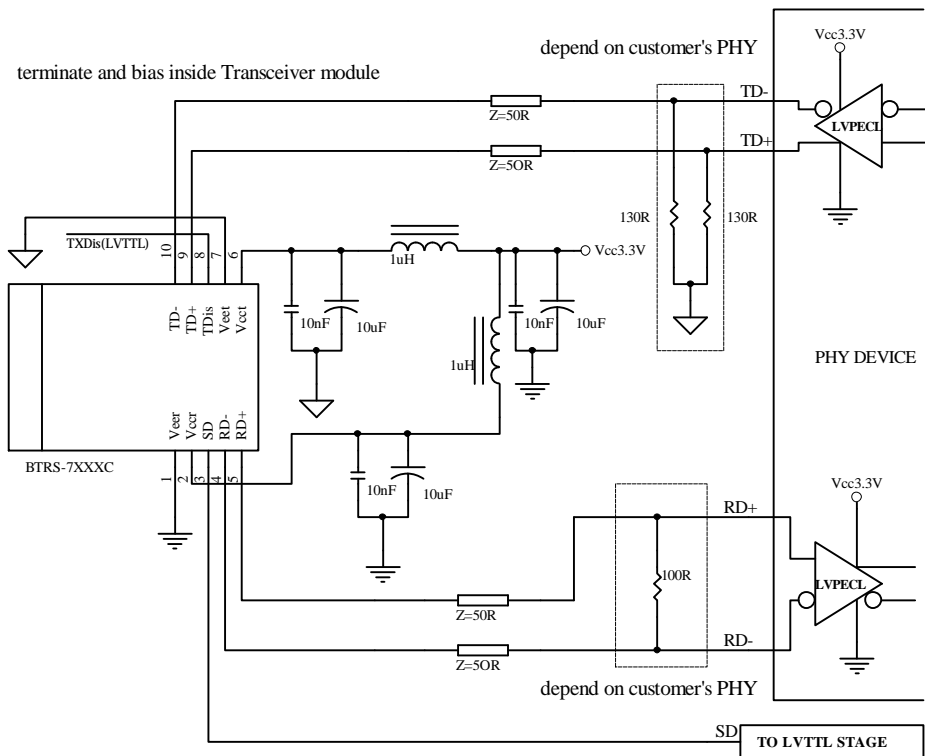 depend on customer's PHY
Vcc3.3V
terminate and bias inside Transceiver module
TD-
Z=50R
LVPECL
TD+
Z=5OR
130R
130R
TXDis(LVTTL)
10
9
8
7
6
1uH
Vcc3.3V
TD-
TD+
TDis
Veet
Vcct
10nF
10uF
10nF
10uF
1uH
PHY DEVICE
Veer
Vccr
SD
RD-
RD+
BTRS-7XXXC
1
2
3
4
5
10nF
10uF
Vcc3.3V
RD+
100R
LVPECL
Z=50R
RD-
Z=5OR
depend on customer's PHY
SD
TO LVTTL STAGE